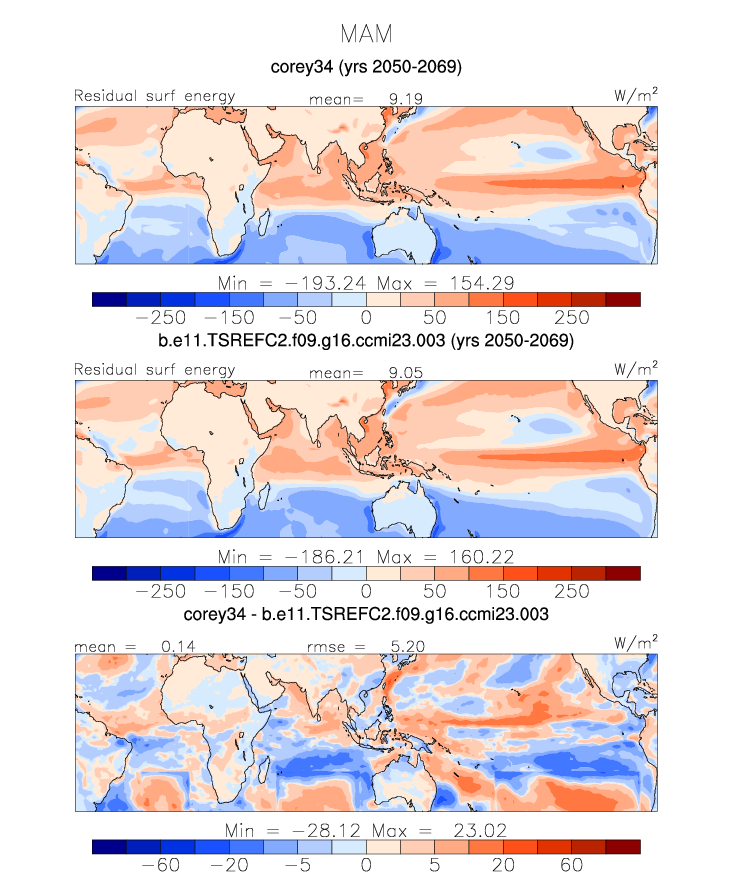 MAM
corey34 (yrs 2050-2069)
Residual surf energy mean= 9.19 W/m²
Min = −193.24 Max = 154.29
−250 −150 −50 0 50 150 250
b.e11.TSREFC2.f09.g16.ccmi23.003 (yrs 2050-2069)
Residual surf energy mean= 9.05 W/m²
Min = −186.21 Max = 160.22
−250 −150 −50 0 50 150 250
corey34 - b.e11.TSREFC2.f09.g16.ccmi23.003
mean = 0.14 rmse = 5.20 W/m²
Min = −28.12 Max = 23.02
−60 −20 −5 0 5 20 60